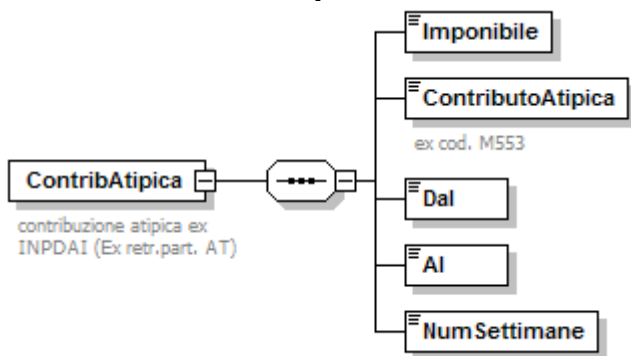 Imponibile
ContributoAtipica
ex cod. M553
ContribAtipica
contribuzione atipica ex
INPDAI (Ex retr.part. AT)
Dal
Al
NumSettimane